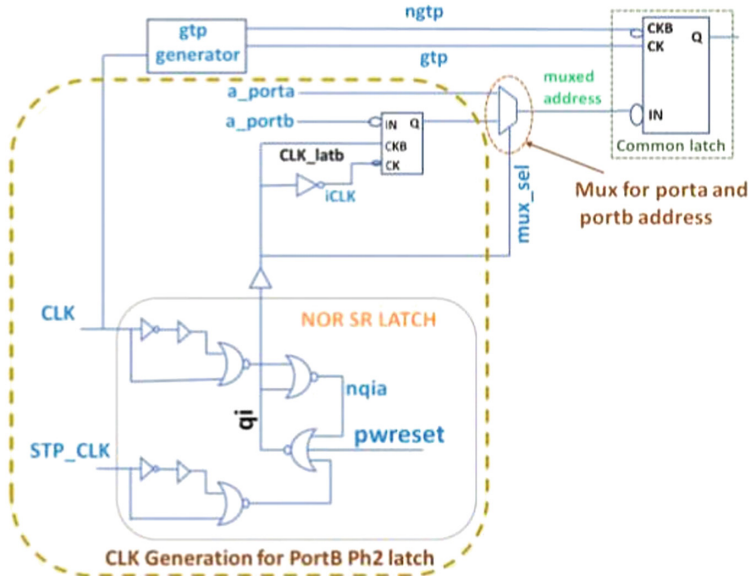 ngtp
gtp
generator
gtp
CKB
Q
CK
a_porta
muxed
address
a_portb
IN
Q
IN
CLK_latb
CKB
CK
Common latch
iCLK
mux_sel
Mux for porta and
portb address
CLK
NOR SR LATCH
nqia
qi
pwreset
STP_CLK
CLK Generation for PortB Ph2 latch